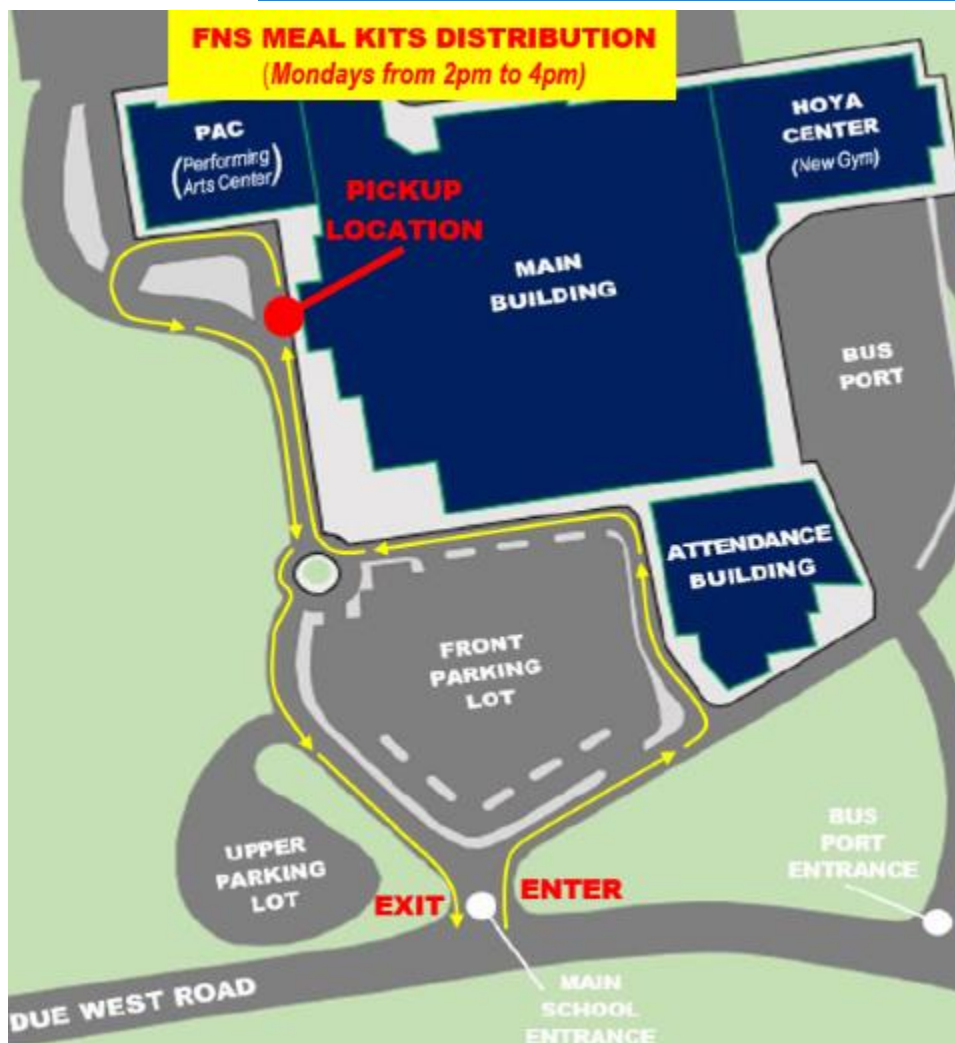 FNS MEAL KITS DISTRIBUTION
(Mondays from 2pm to 4pm)
PAC
(Performing
Arts Center)
HOYA
CENTER
(New Gym)
PICKUP
LOCATION
MAIN
BUILDING
BUS
PORT
ATTENDANCE
BUILDING
FRONT
PARKING
LOT
UPPER
PARKING
LOT
BUS
PORT
ENTRANCE
EXIT
ENTER
MAIN
SCHOOL
ENTRANCE
DUE WEST ROAD